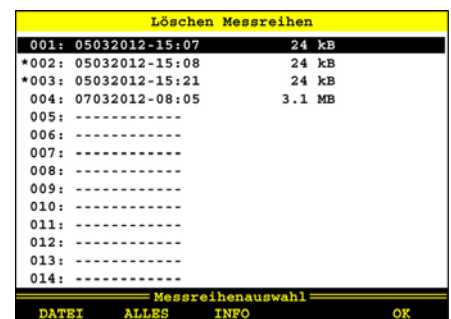 Löschen Messreihen
001: 05032012-15:07 24 kB
*002: 05032012-15:08 24 kB
*003: 05032012-15:21 24 kB
004: 07032012-08:05 3.1 MB
005: ------------
006: ------------
007: ------------
008: ------------
009: ------------
010: ------------
011: ------------
012: ------------
013: ------------
014: ------------
Messreihenauswahl
DATEI ALLES INFO OK